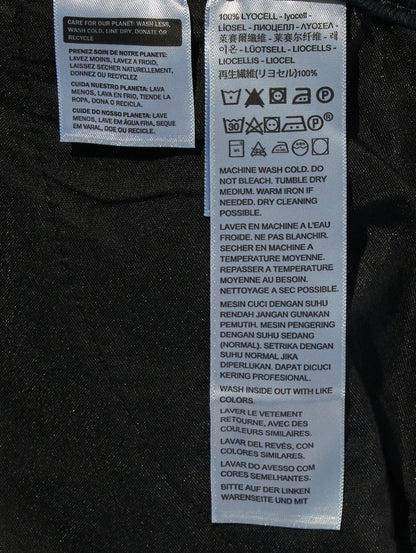 CARE FOR OUR PLANET: WASH LESS,
WASH COLD, LINE DRY, DONATE OR
RECYCLE
PRENEZ SOIN DE NOTRE PLANETE:
LAVEZ MOINS, LAVEZ A FROID,
LAISSEZ SECHER NATURELLEMENT,
DONNEZ OU RECYCLEZ
CUIDA NUESTRO PLANETA: LAVA
MENOS, LAVA EN FRIO, TIENDE LA
ROPA, DONA O RECICLA
CUIDE DO NOSSO PLANETA: LAVE
MENOS, LAVE EM ÁGUA FRIA, SEQUE
EM VARAL, DOE OU RECICLE.
100% LYOCELL - lyocell -
LIOSEL - ЛИОЦЕЛЛ - ΛΥΟΣΕΛ -
莱赛尔纖維 - 萊赛尔纤维 - 레
이온 - LÜOTSELL - LIOCELLS -
LIOCELLIS - LIOCEL
再生繊維(リヨセル)100%
30 P ®
MACHINE WASH COLD. DO
NOT BLEACH. TUMBLE DRY
MEDIUM. WARM IRON IF
NEEDED. DRY CLEANING
POSSIBLE.
LAVER EN MACHINE A L'EAU
FROIDE. NE PAS BLANCHIR.
SECHER EN MACHINE A
TEMPERATURE MOYENNE.
REPASSER A TEMPERATURE
MOYENNE AU BESOIN.
NETTOYAGE A SEC POSSIBLE.
MESIN CUCI DENGAN SUHU
RENDAH JANGAN GUNAKAN
PEMUTIH. MESIN PENGERING
DENGAN SUHU SEDANG
(NORMAL). SETRIKA DENGAN
SUHU NORMAL JIKA
DIPERLUKAN. DAPAT DICUCI
KERING PROFESIONAL.
WASH INSIDE OUT WITH LIKE
COLORS.
LAVER LE VETEMENT
RETOURNE, AVEC DES
COULEURS SIMILAIRES.
LAVAR DEL REVÉS, CON
COLORES SIMILARES.
LAVAR DO AVESSO COM
CORES SEMELHANTES.
BITTE AUF DER LINKEN
WARENSEITE UND MIT